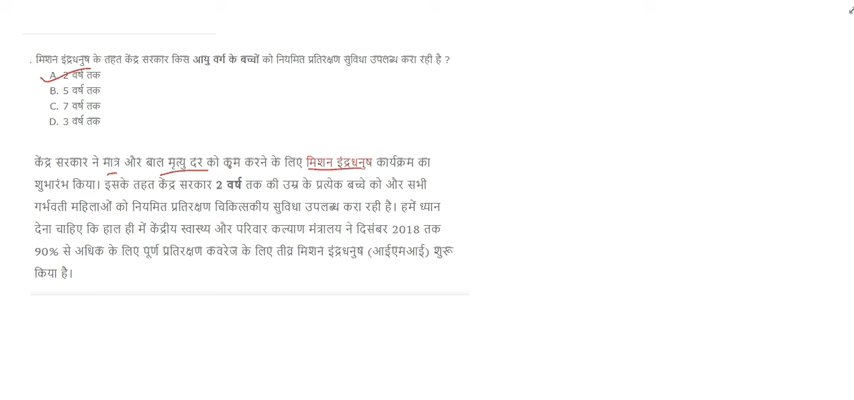 . मिशन इंद्रधनुष के तहत केंद्र सरकार किस आयु वर्ग के बच्चों को नियमित प्रतिरक्षण सुविधा उपलब्ध करा रही है ?
A. 2 वर्ष तक
B. 5 वर्ष तक
C. 7 वर्ष तक
D. 3 वर्ष तक
केंद्र सरकार ने मात्र और बाल मृत्यु दर को कम करने के लिए मिशन इंद्रधनुष कार्यक्रम का
शुभारंभ किया। इसके तहत केंद्र सरकार 2 वर्ष तक की उम्र के प्रत्येक बच्चे को और सभी
गर्भवती महिलाओं को नियमित प्रतिरक्षण चिकित्सकीय सुविधा उपलब्ध करा रही है। हमें ध्यान
देना चाहिए कि हाल ही में केंद्रीय स्वास्थ्य और परिवार कल्याण मंत्रालय ने दिसंबर 2018 तक
90% से अधिक के लिए पूर्ण प्रतिरक्षण कवरेज के लिए तीव्र मिशन इंद्रधनुष (आईएमआई) शुरू
किया है।